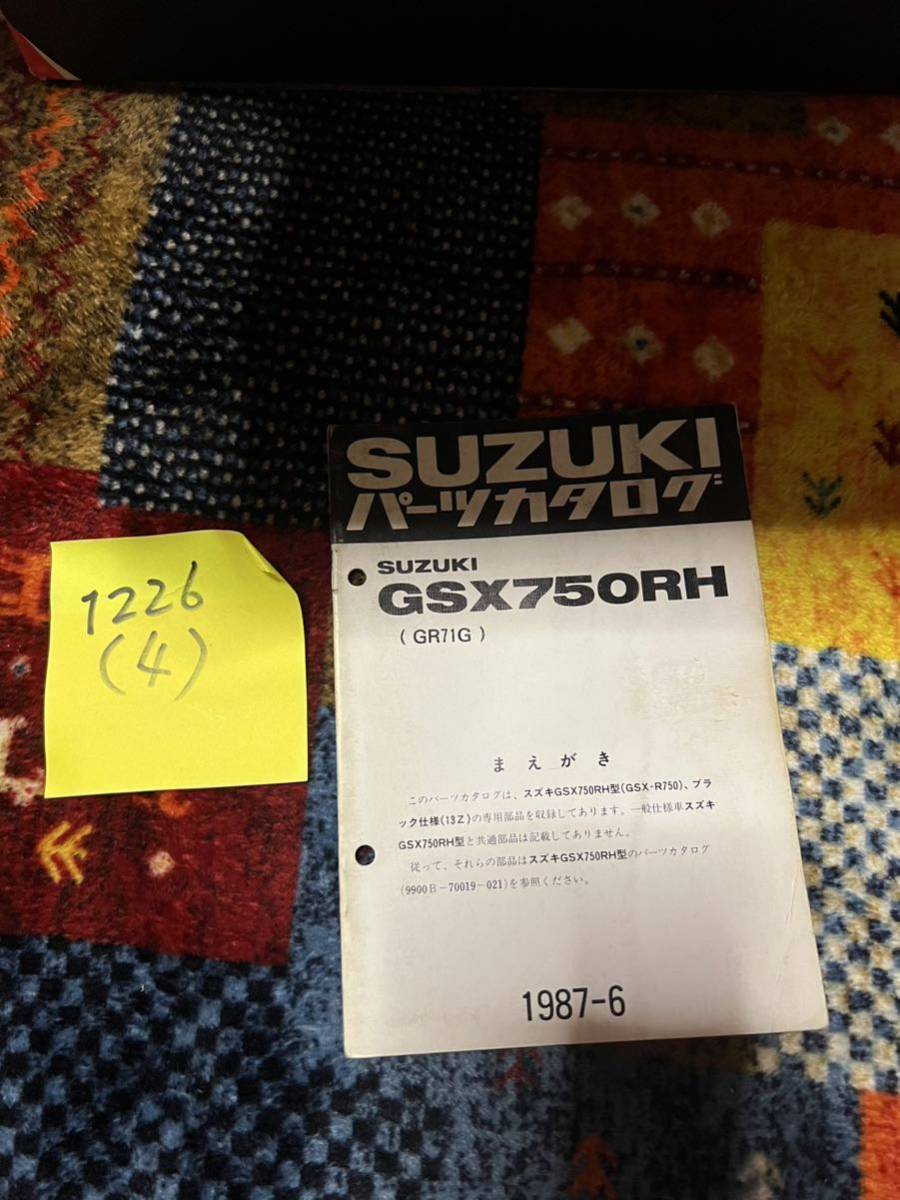 SUZUKI
パーツカタログ
SUZUKI
GSX750RH
( GR71G )
まえがき
このパーツカタログは、スズキGSX750RH型(GSX-R750)、ブラ
ック仕様(13Z)の専用部品を収録してあります。一般仕様車スズキ
GSX750RH型と共通部品は記載してありません。
従って、それらの部品はスズキGSX750RH型のパーツカタログ
(9900B-70019-021)を参照ください。
1987-6
1226
(4)